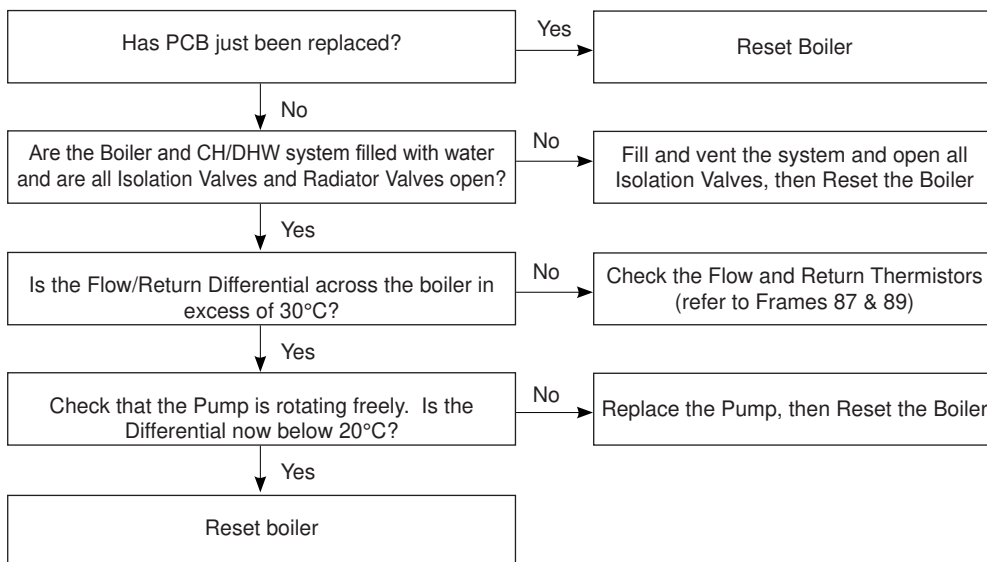 Has PCB just been replaced?
Yes
Reset Boiler
No
Are the Boiler and CH/DHW system filled with water
and are all Isolation Valves and Radiator Valves open?
No
Fill and vent the system and open all
Isolation Valves, then Reset the Boiler
Yes
Is the Flow/Return Differential across the boiler in
excess of 30°C?
No
Check the Flow and Return Thermistors
(refer to Frames 87 & 89)
Yes
Check that the Pump is rotating freely.  Is the
Differential now below 20°C?
No
Replace the Pump, then Reset the Boiler
Yes
Reset boiler